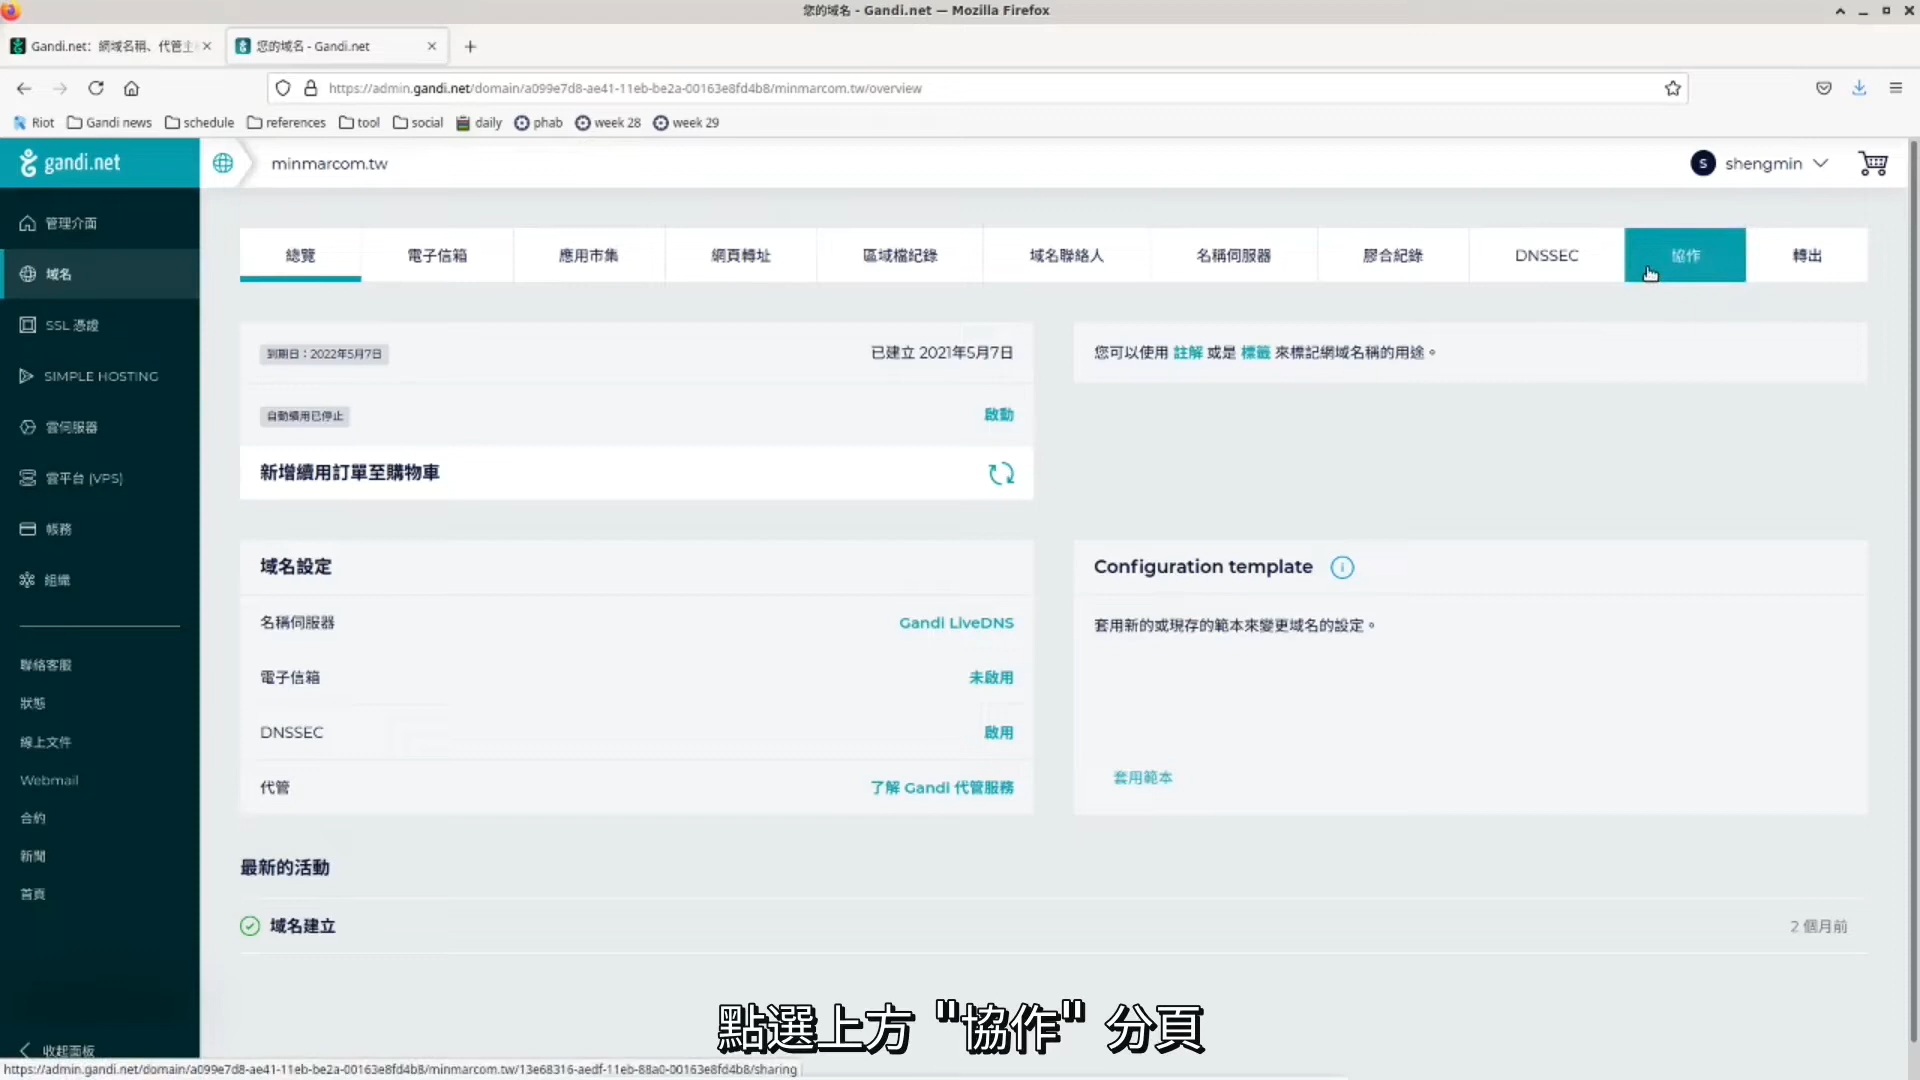 您的域名 - Gandi.net — Mozilla Firefox
Gandi.net：網域名稱、代管主
您的域名 - Gandi.net
https://admin.gandi.net/domain/a099e7d8-ae41-11eb-be2a-00163e8fd4b8/minmarcom.tw/overview
Riot Gandi news schedule references tool social daily phab week 28 week 29
gandi.net
minmarcom.tw
S shengmin
管理介面
域名
SSL 憑證
SIMPLE HOSTING
雲伺服器
雲平台 (VPS)
帳務
組織
聯絡客服
狀態
線上文件
Webmail
合約
新聞
首頁
收起面板
總覽 電子信箱 應用市集 網頁轉址 區域檔紀錄 域名聯絡人 名稱伺服器 膠合紀錄 DNSSEC 協作 轉出
到期日：2022年5月7日 已建立 2021年5月7日
自動續用已停止 啟動
新增續用訂單至購物車
您可以使用 註解 或是 標籤 來標記網域名稱的用途。
域名設定
名稱伺服器 Gandi LiveDNS
電子信箱 未啟用
DNSSEC 啟用
代管 了解 Gandi 代管服務
Configuration template i
套用新的或現存的範本來變更域名的設定。
套用範本
最新的活動
域名建立 2 個月前
點選上方 "協作" 分頁
https://admin.gandi.net/domain/a099e7d8-ae41-11eb-be2a-00163e8fd4b8/minmarcom.tw/13e68316-aedf-11eb-88a0-00163e8fd4b8/sharing